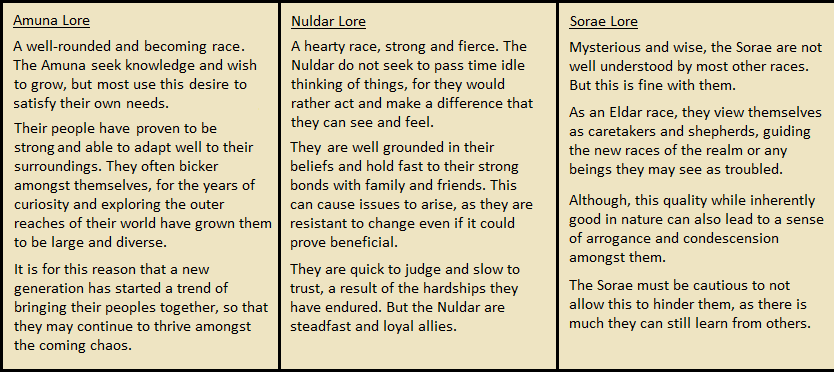 Amuna Lore
A well-rounded and becoming race.
The Amuna seek knowledge and wish
to grow, but most use this desire to
satisfy their own needs.
Their people have proven to be
strong and able to adapt well to their
surroundings. They often bicker
amongst themselves, for the years of
curiosity and exploring the outer
reaches of their world have grown them
to be large and diverse.
It is for this reason that a new
generation has started a trend of
bringing their peoples together, so that
they may continue to thrive amongst
the coming chaos.
Nuldar Lore
A hearty race, strong and fierce. The
Nuldar do not seek to pass time idle
thinking of things, for they would
rather act and make a difference that
they can see and feel.
They are well grounded in their
beliefs and hold fast to their strong
bonds with family and friends. This
can cause issues to arise, as they are
resistant to change even if it could
prove beneficial.
They are quick to judge and slow to
trust, a result of the hardships they
have endured. But the Nuldar are
steadfast and loyal allies.
Sorae Lore
Mysterious and wise, the Sorae are not
well understood by most other races.
But this is fine with them.
As an Eldar race, they view themselves
as caretakers and shepherds, guiding
the new races of the realm or any
beings they may see as troubled.
Although, this quality while inherently
good in nature can also lead to a sense
of arrogance and condescension
amongst them.
The Sorae must be cautious to not
allow this to hinder them, as there is
much they can still learn from others.